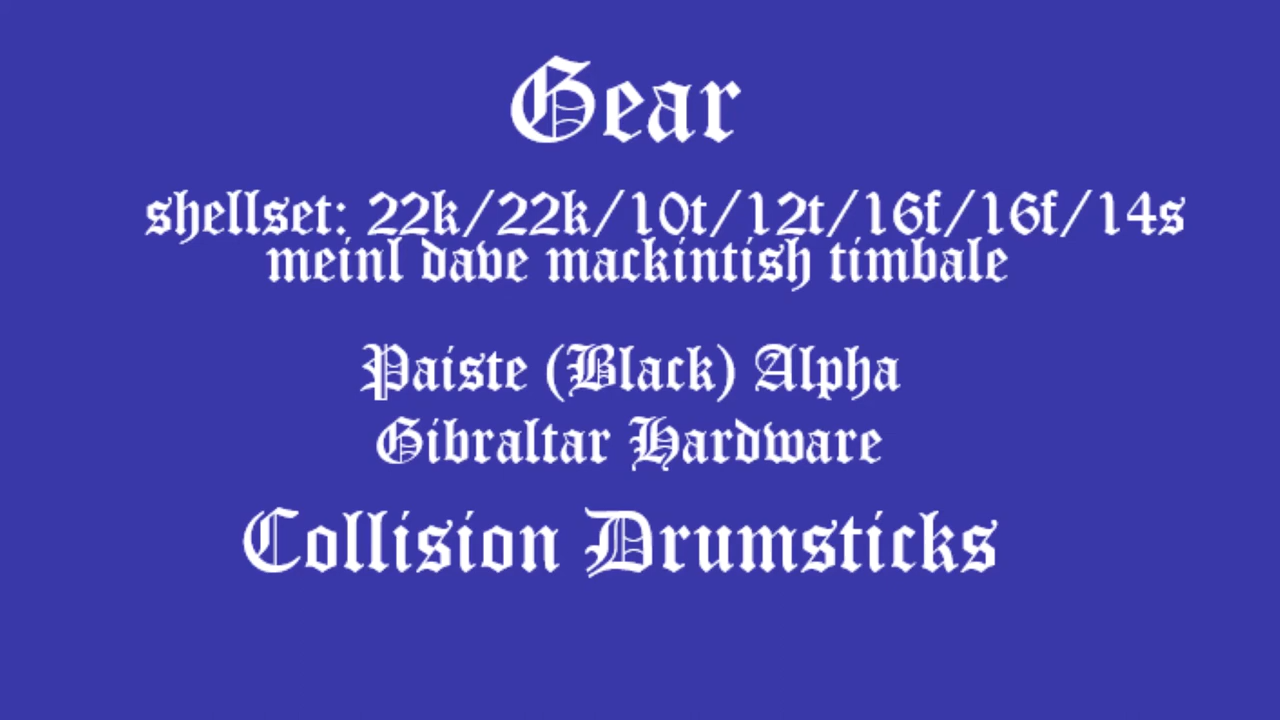 Gear
shellset: 22k/22k/10t/12t/16f/16f/14s
meinl dave mackintish timbale
Paiste (Black) Alpha
Gibraltar Hardware
Collision Drumsticks